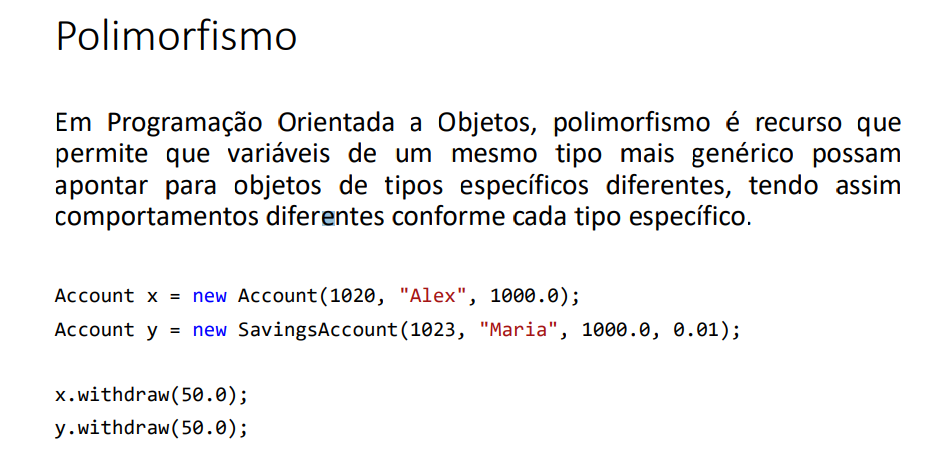 Polimorfismo
Em Programação Orientada a Objetos, polimorfismo é recurso que
permite que variáveis de um mesmo tipo mais genérico possam
apontar para objetos de tipos específicos diferentes, tendo assim
comportamentos diferentes conforme cada tipo específico.
Account x = new Account(1020, "Alex", 1000.0);
Account y = new SavingsAccount(1023, "Maria", 1000.0, 0.01);
x.withdraw(50.0);
y.withdraw(50.0);